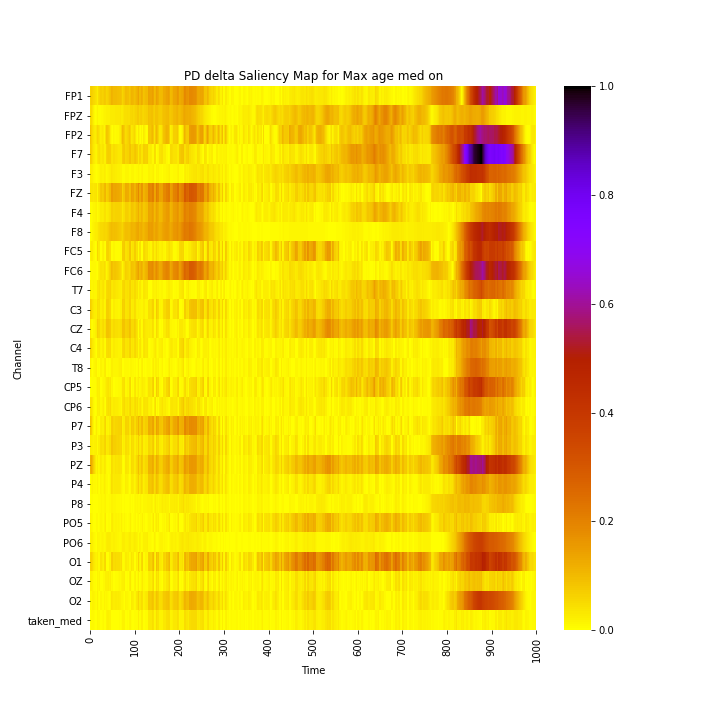 PD delta Saliency Map for Max age med on
Channel
FP1
FPZ
FP2
F7
F3
FZ
F4
F8
FC5
FC6
T7
C3
CZ
C4
T8
CP5
CP6
P7
P3
PZ
P4
P8
PO5
PO6
O1
OZ
O2
taken_med
0 100 200 300 400 500 600 700 800 900 1000
Time
1.0
0.8
0.6
0.4
0.2
0.0